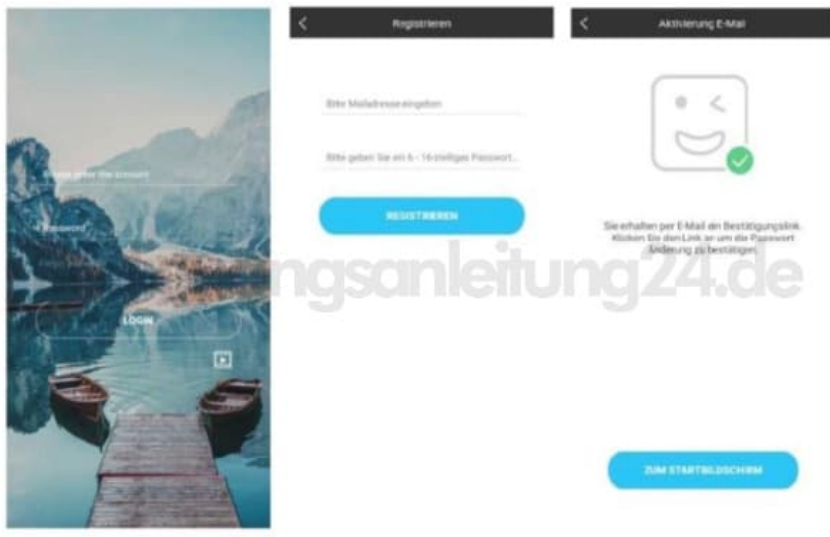 Please enter the account
Password
LOGIN
Registrieren
Bitte Mailadresse eingeben
Bitte geben Sie ein 6 - 16-stelliges Passwort...
REGISTRIEREN
Aktivierung E-Mail
Sie erhalten per E-Mail ein Bestätigungslink.
Klicken Sie den Link an um die Passwort
Änderung zu bestätigen.
ZUM STARTBILDSCHIRM
ngsanleitung24.de